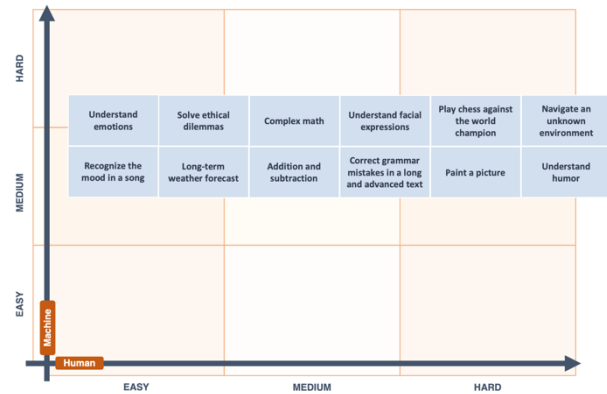 HARD
MEDIUM
EASY
Understand
emotions
Solve ethical
dilemmas
Complex math
Understand facial
expressions
Play chess against
the world
champion
Navigate an
unknown
environment
Recognize the
mood in a song
Long-term
weather forecast
Addition and
subtraction
Correct grammar
mistakes in a long
and advanced text
Paint a picture
Understand
humor
Machine
Human
EASY
MEDIUM
HARD